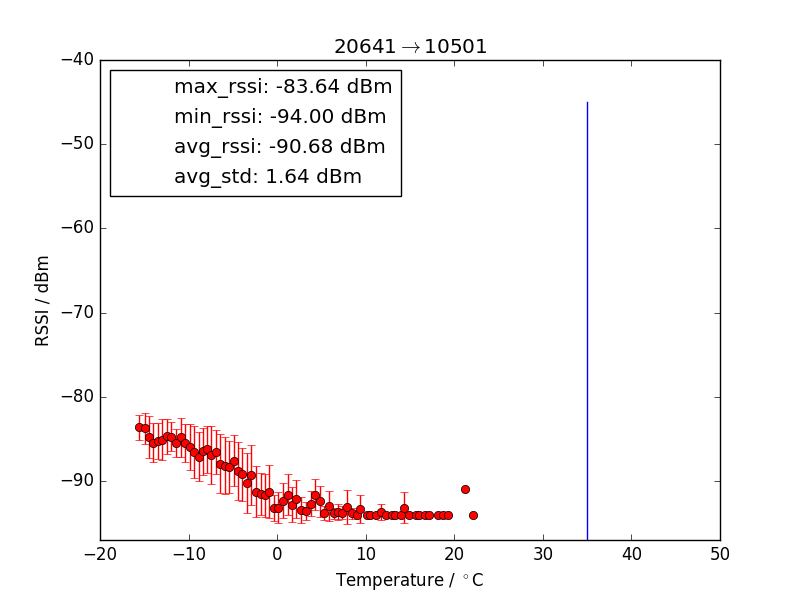 20641→10501
max_rssi: -83.64 dBm
min_rssi: -94.00 dBm
avg_rssi: -90.68 dBm
avg_std: 1.64 dBm
−40
−50
−60
−70
−80
−90
RSSI / dBm
−20 −10 0 10 20 30 40 50
Temperature / °C